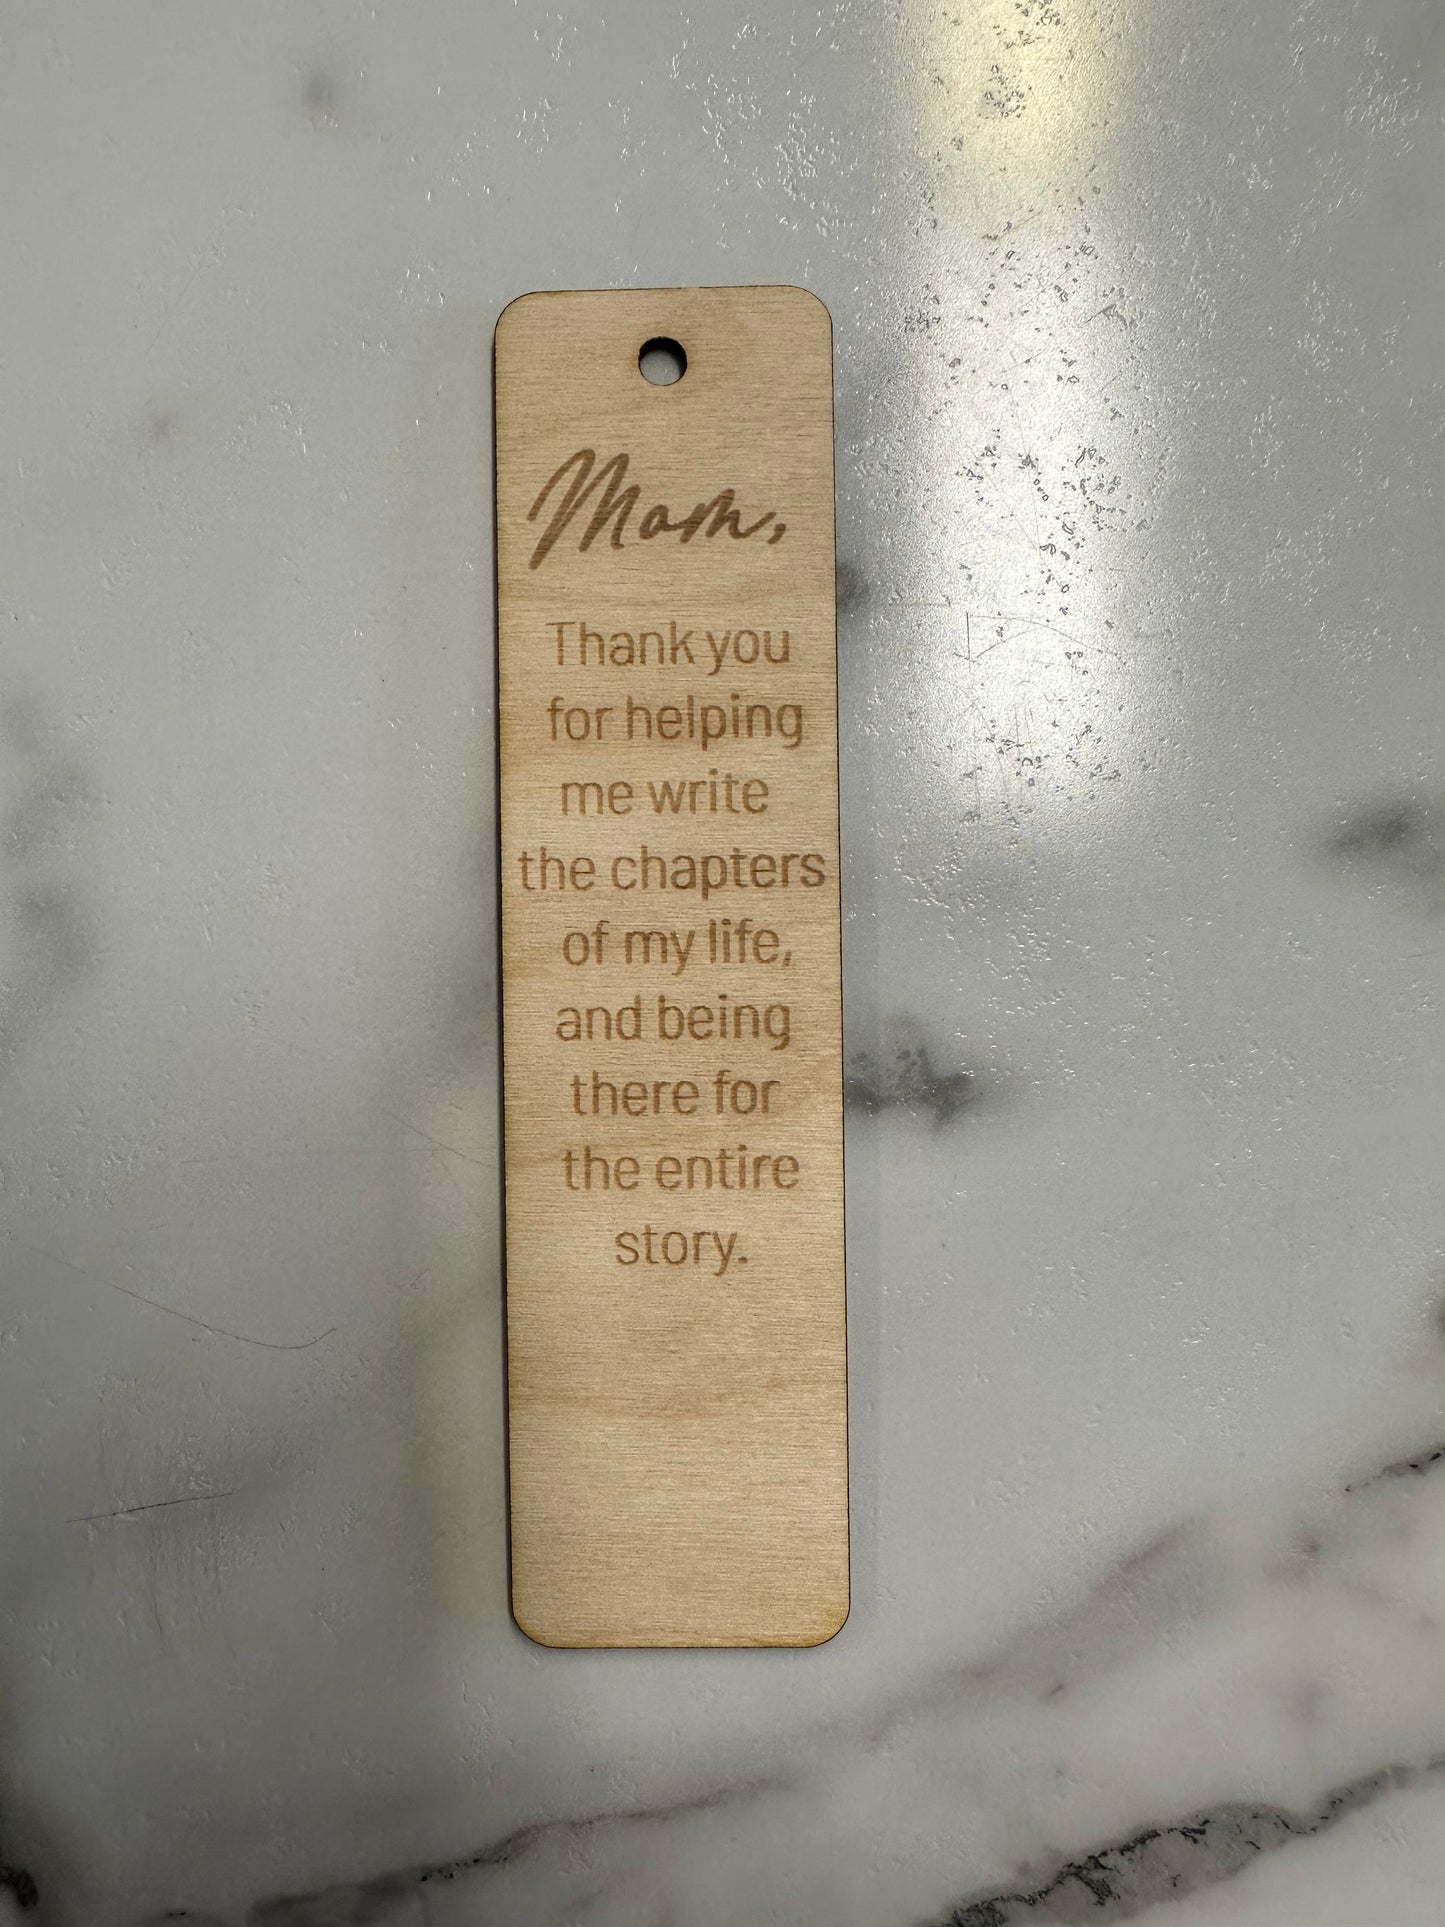 Mom,
Thank you
for helping
me write
the chapters
of my life,
and being
there for
the entire
story.